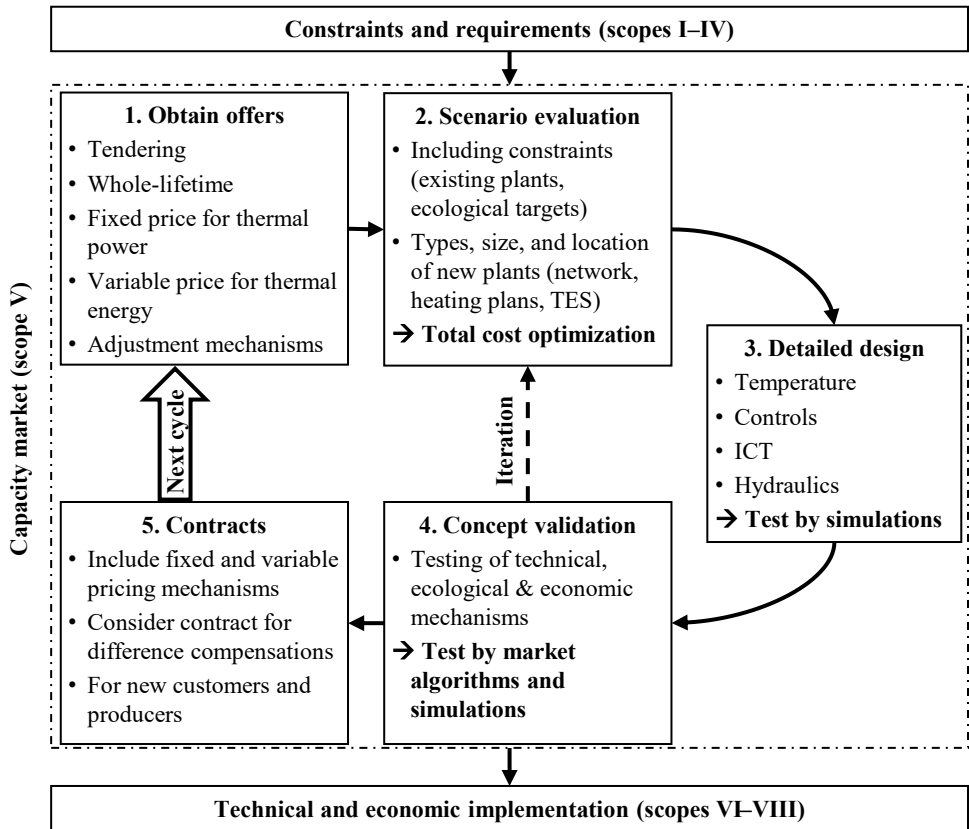 Constraints and requirements (scopes I–IV)
Capacity market (scope V)
1. Obtain offers
• Tendering
• Whole-lifetime
• Fixed price for thermal
power
• Variable price for thermal
energy
• Adjustment mechanisms
2. Scenario evaluation
• Including constraints
(existing plants,
ecological targets)
• Types, size, and location
of new plants (network,
heating plans, TES)
→ Total cost optimization
3. Detailed design
• Temperature
• Controls
• ICT
• Hydraulics
→ Test by simulations
Next cycle
Iteration
4. Concept validation
• Testing of technical,
ecological & economic
mechanisms
→ Test by market
algorithms and
simulations
5. Contracts
• Include fixed and variable
pricing mechanisms
• Consider contract for
difference compensations
• For new customers and
producers
Technical and economic implementation (scopes VI–VIII)